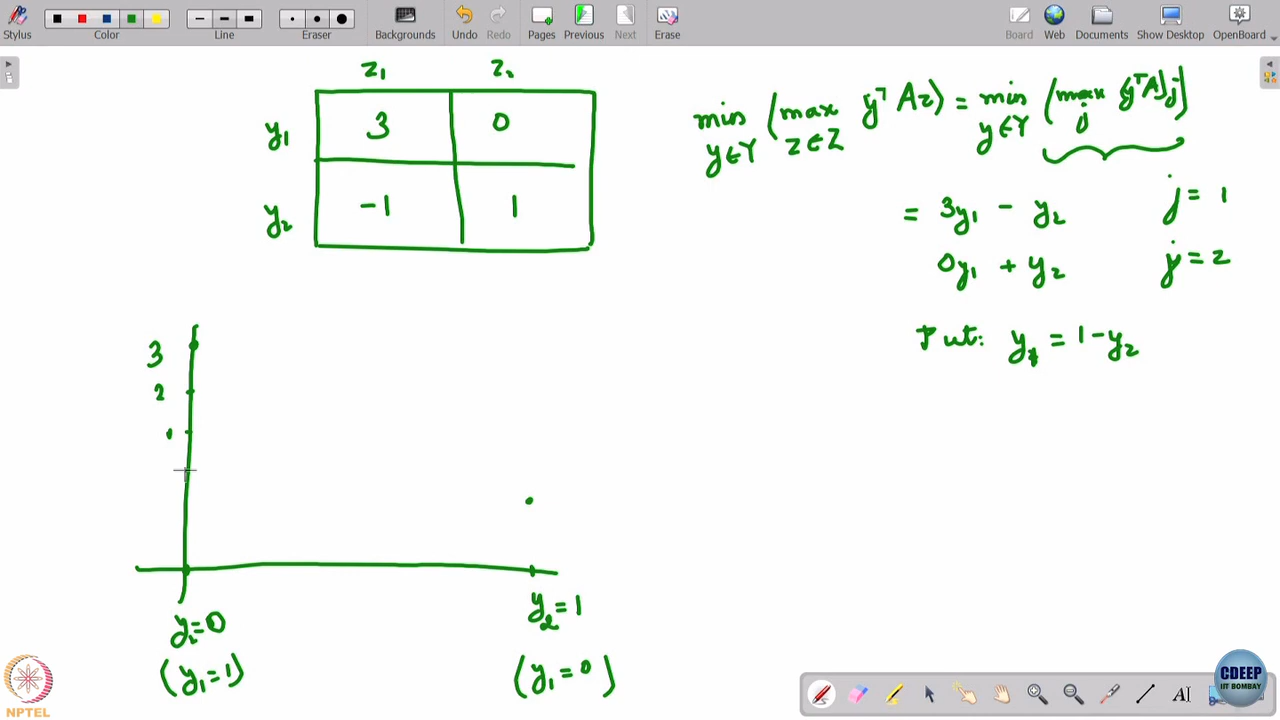 Stylus
Color
Line
Eraser
Backgrounds
Undo
Redo
Pages
Previous
Next
Erase
Board
Web
Documents
Show Desktop
OpenBoard
z₁ z₂
y₁ 3 0
y₂ -1 1
min (max yᵀAz) = min (max (yᵀA)j)
y∈Y z∈Z y∈Y j
= 3y₁ - y₂ j = 1
0y₁ + y₂ j = 2
Put: y₁ = 1 - y₂
3
2
y₂=0 y₂=1
(y₁=1) (y₁=0)
NPTEL
CDEEP
IIT BOMBAY